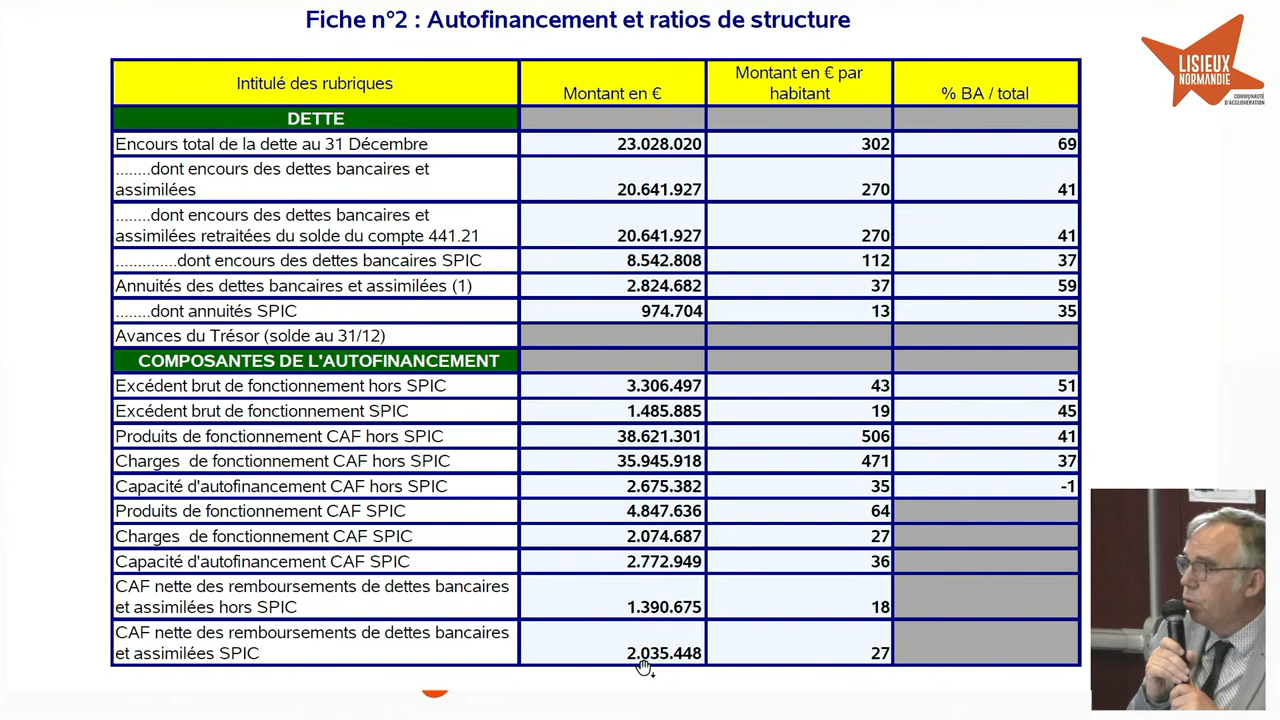 Fiche n°2 : Autofinancement et ratios de structure
LISIEUX
NORMANDIE
COMMUNAUTÉ
D'AGGLOMÉRATION
Intitulé des rubriques
Montant en €
Montant en € par
habitant
% BA / total
DETTE
Encours total de la dette au 31 Décembre 23.028.020 302 69
........dont encours des dettes bancaires et
assimilées 20.641.927 270 41
........dont encours des dettes bancaires et
assimilées retraitées du solde du compte 441.21 20.641.927 270 41
..............dont encours des dettes bancaires SPIC 8.542.808 112 37
Annuités des dettes bancaires et assimilées (1) 2.824.682 37 59
........dont annuités SPIC 974.704 13 35
Avances du Trésor (solde au 31/12)
COMPOSANTES DE L'AUTOFINANCEMENT
Excédent brut de fonctionnement hors SPIC 3.306.497 43 51
Excédent brut de fonctionnement SPIC 1.485.885 19 45
Produits de fonctionnement CAF hors SPIC 38.621.301 506 41
Charges  de fonctionnement CAF hors SPIC 35.945.918 471 37
Capacité d'autofinancement CAF hors SPIC 2.675.382 35 -1
Produits de fonctionnement CAF SPIC 4.847.636 64
Charges  de fonctionnement CAF SPIC 2.074.687 27
Capacité d'autofinancement CAF SPIC 2.772.949 36
CAF nette des remboursements de dettes bancaires
et assimilées hors SPIC 1.390.675 18
CAF nette des remboursements de dettes bancaires
et assimilées SPIC 2.035.448 27